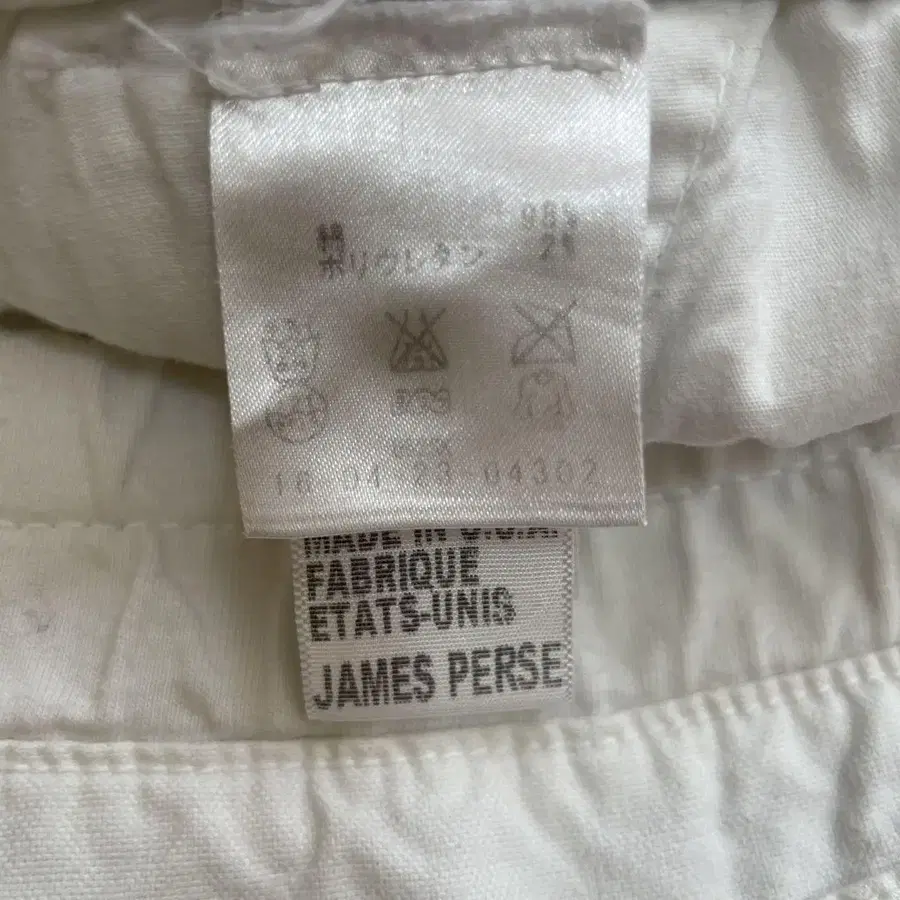 綿 98%
ポリウレタン 2%
16 04 23 04302
MADE IN U.S.A.
FABRIQUE
ETATS-UNIS
JAMES PERSE